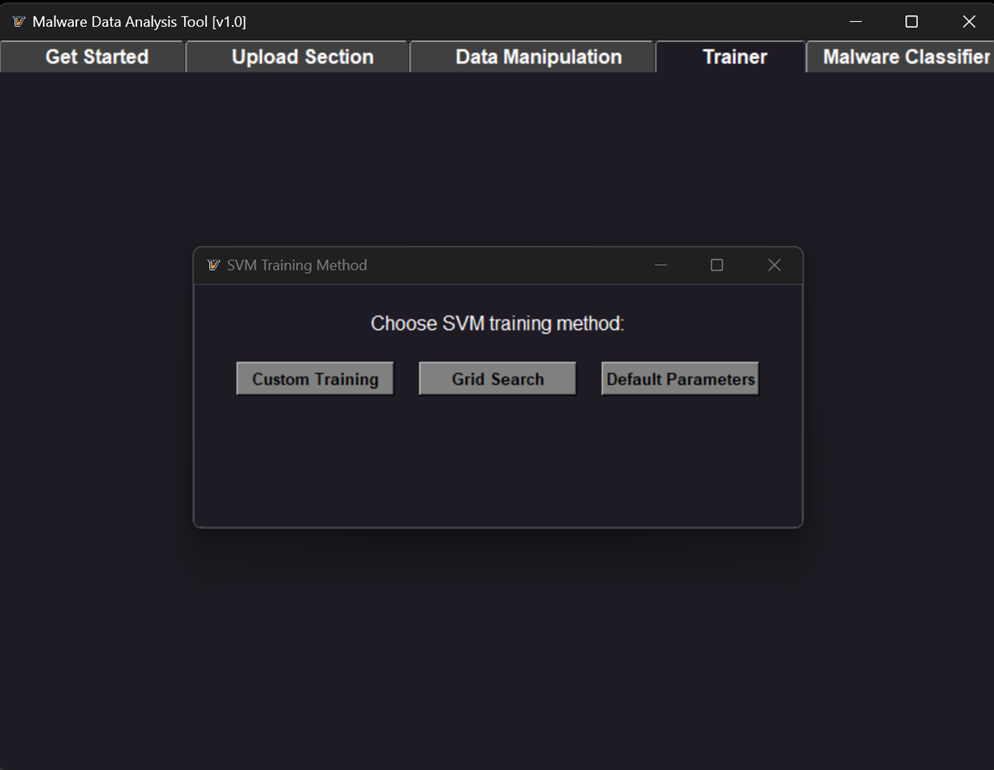 Malware Data Analysis Tool [v1.0]
Get Started Upload Section Data Manipulation Trainer Malware Classifier
SVM Training Method
Choose SVM training method:
Custom Training Grid Search Default Parameters